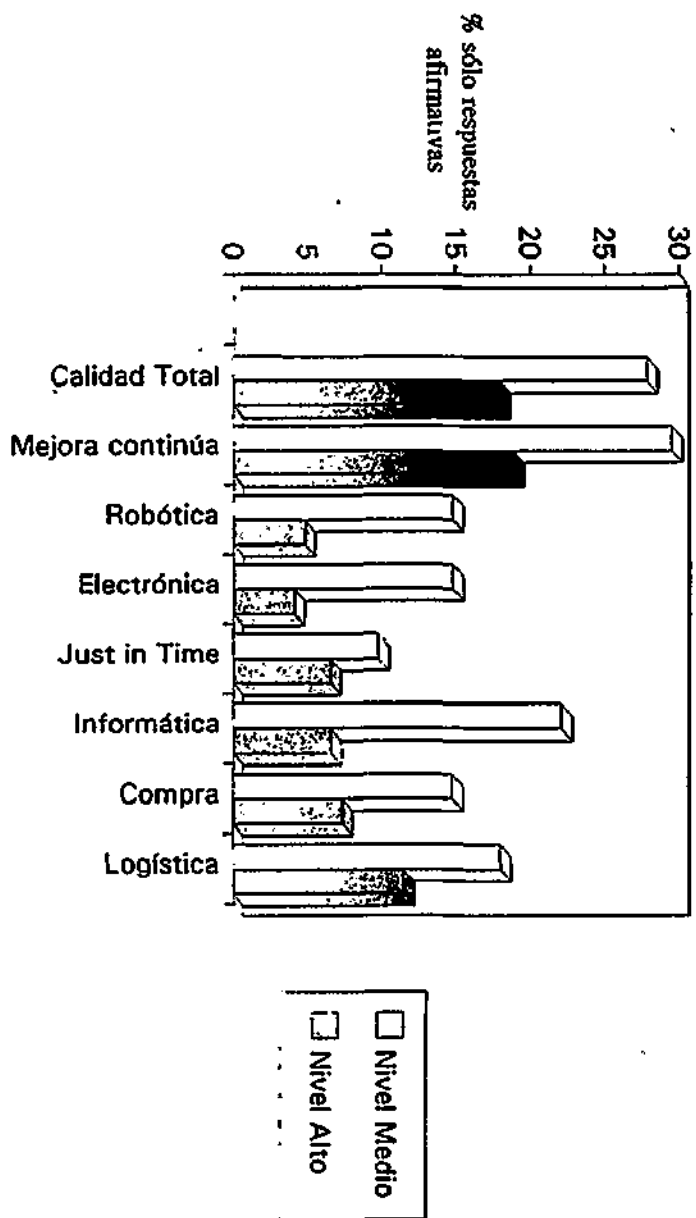 % sólo respuestas
afirmativas
30
25
20
15
10
5
0
Calidad Total
Mejora continúa
Robótica
Electrónica
Just in Time
Informática
Compra
Logística
Nivel Medio
Nivel Alto